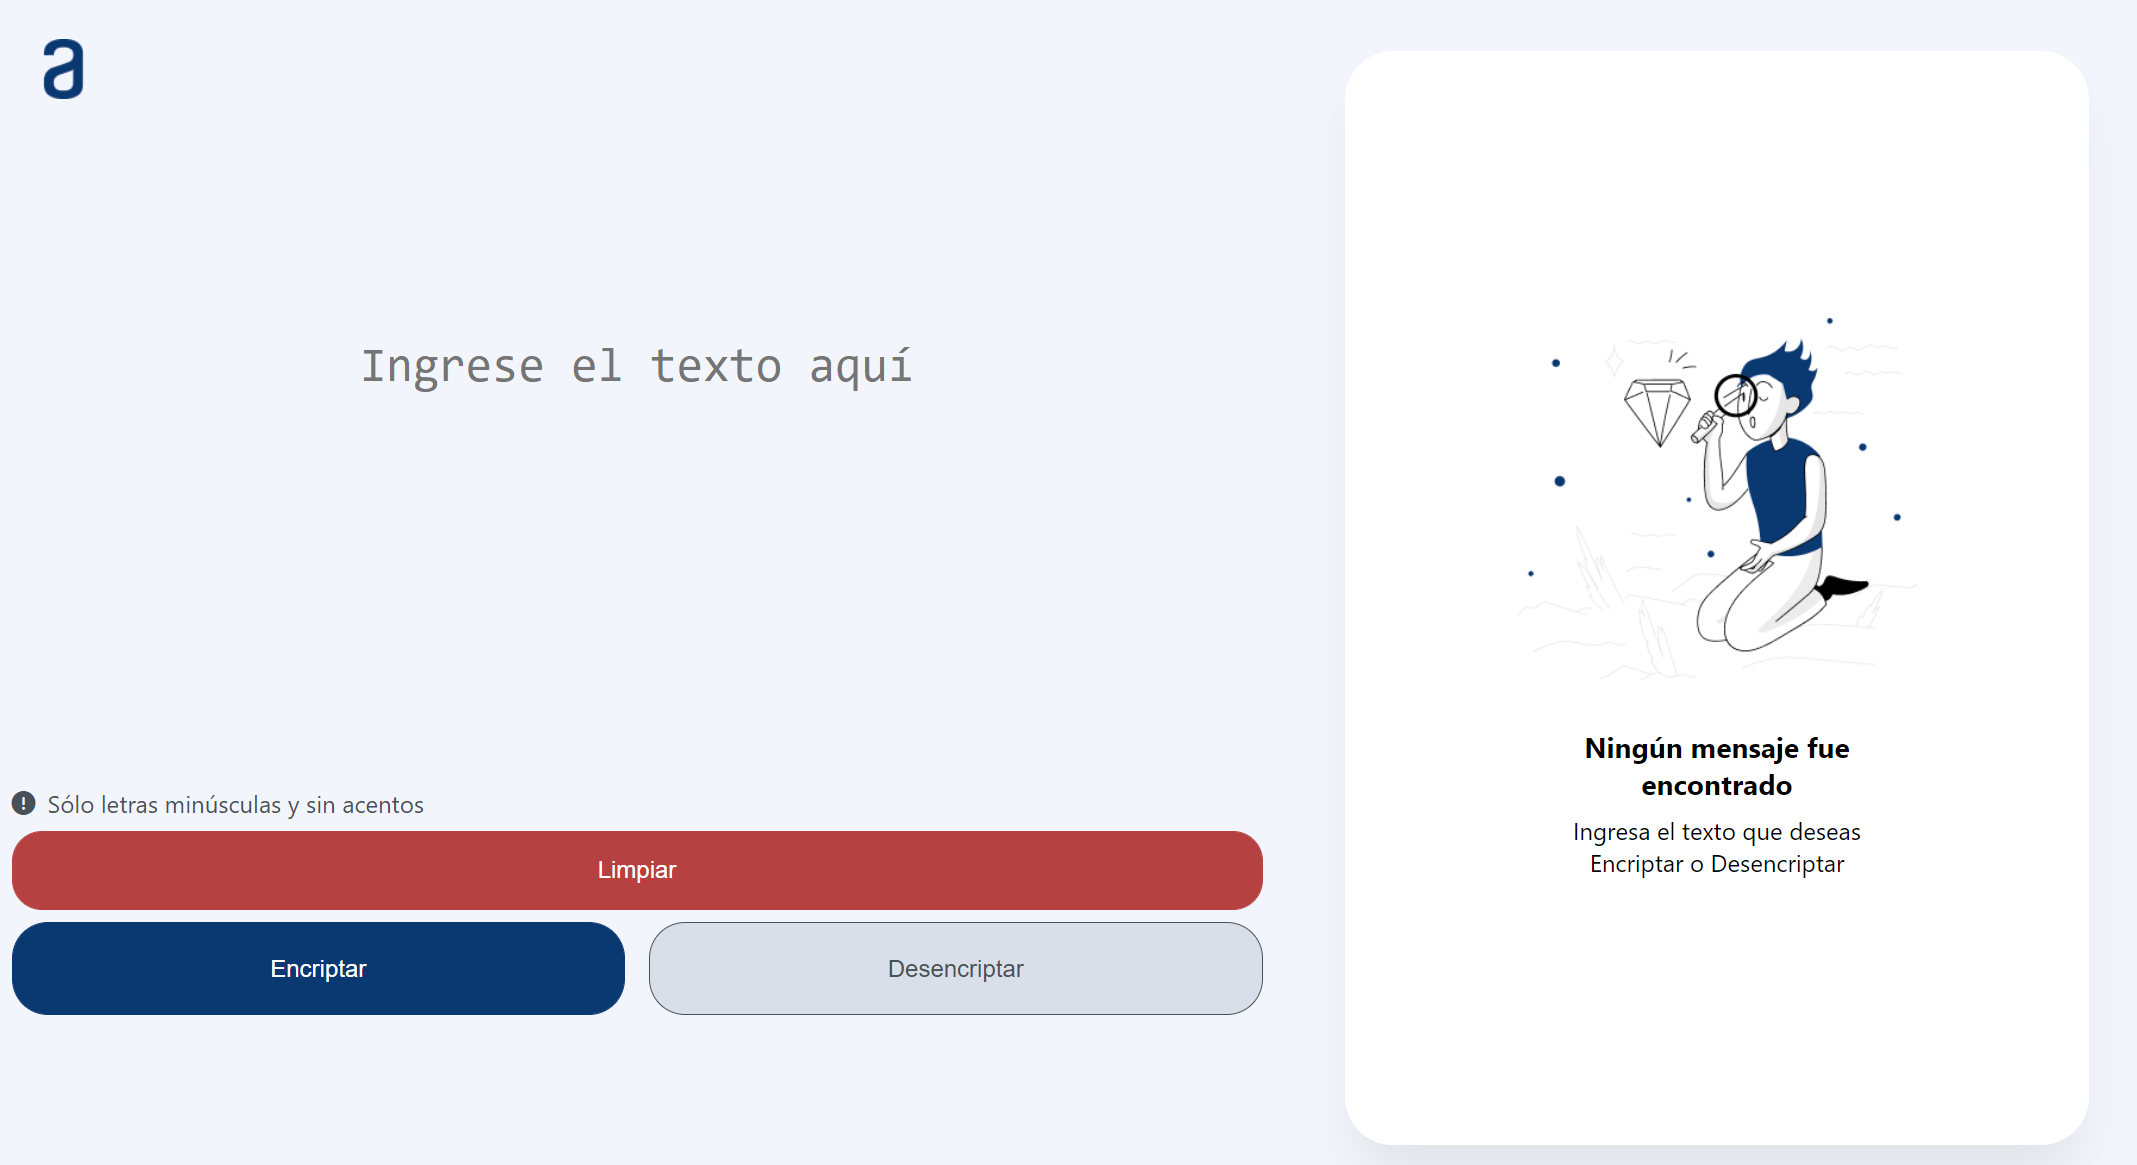 a
Ingrese el texto aquí
Sólo letras minúsculas y sin acentos
Limpiar
Encriptar
Desencriptar
Ningún mensaje fue
encontrado
Ingresa el texto que deseas
Encriptar o Desencriptar